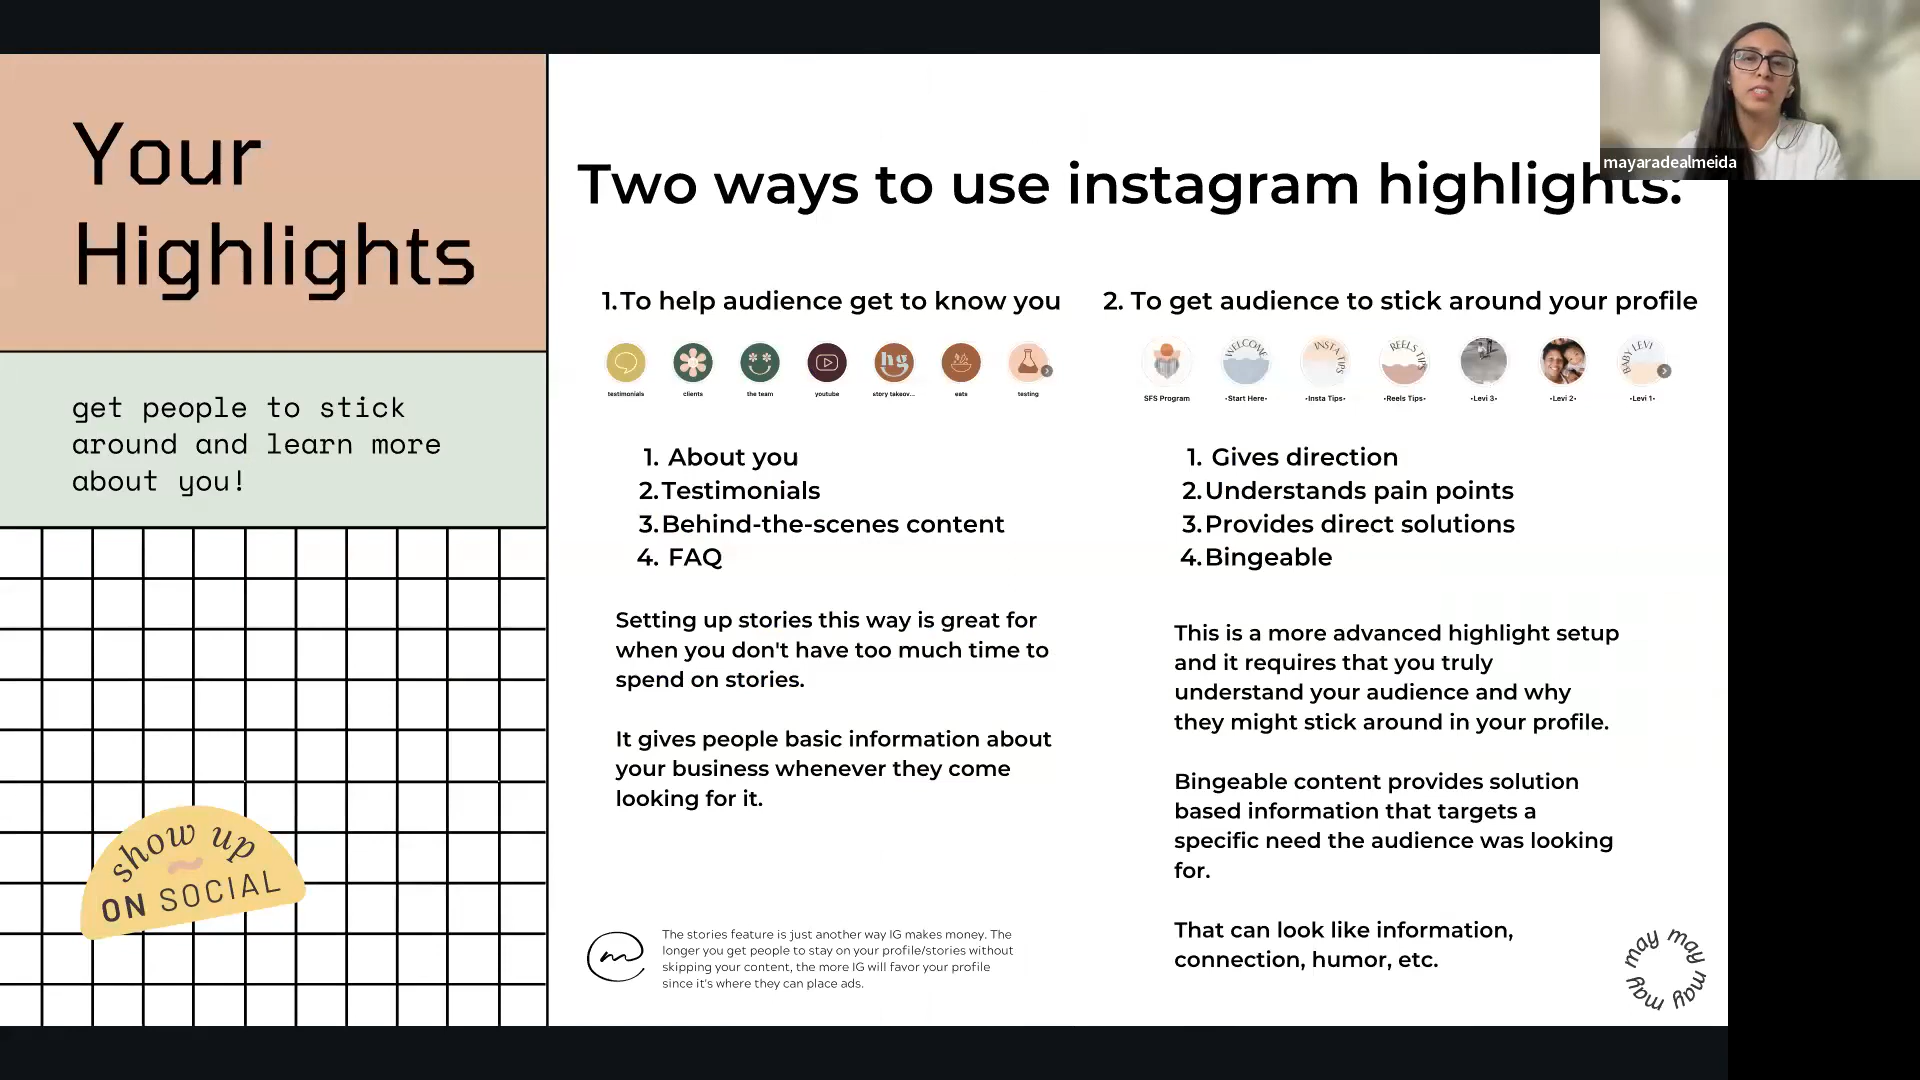 Your
Highlights
get people to stick
around and learn more
about you!
show up
ON SOCIAL
Two ways to use instagram highlights:
1.To help audience get to know you
testimonials
clients
the team
youtube
hg
story takeov...
eats
testing
1. About you
2.Testimonials
3.Behind-the-scenes content
4. FAQ
Setting up stories this way is great for
when you don't have too much time to
spend on stories.
It gives people basic information about
your business whenever they come
looking for it.
m
The stories feature is just another way IG makes money. The
longer you get people to stay on your profile/stories without
skipping your content, the more IG will favor your profile
since it's where they can place ads.
2. To get audience to stick around your profile
WELCOME
INSTA TIPS
REELS TIPS
BABY LEVI
SFS Program
•Start Here•
•Insta Tips•
•Reels Tips•
•Levi 3•
•Levi 2•
•Levi 1•
1. Gives direction
2.Understands pain points
3.Provides direct solutions
4.Bingeable
This is a more advanced highlight setup
and it requires that you truly
understand your audience and why
they might stick around in your profile.
Bingeable content provides solution
based information that targets a
specific need the audience was looking
for.
That can look like information,
connection, humor, etc.
may may may may
mayaradealmeida